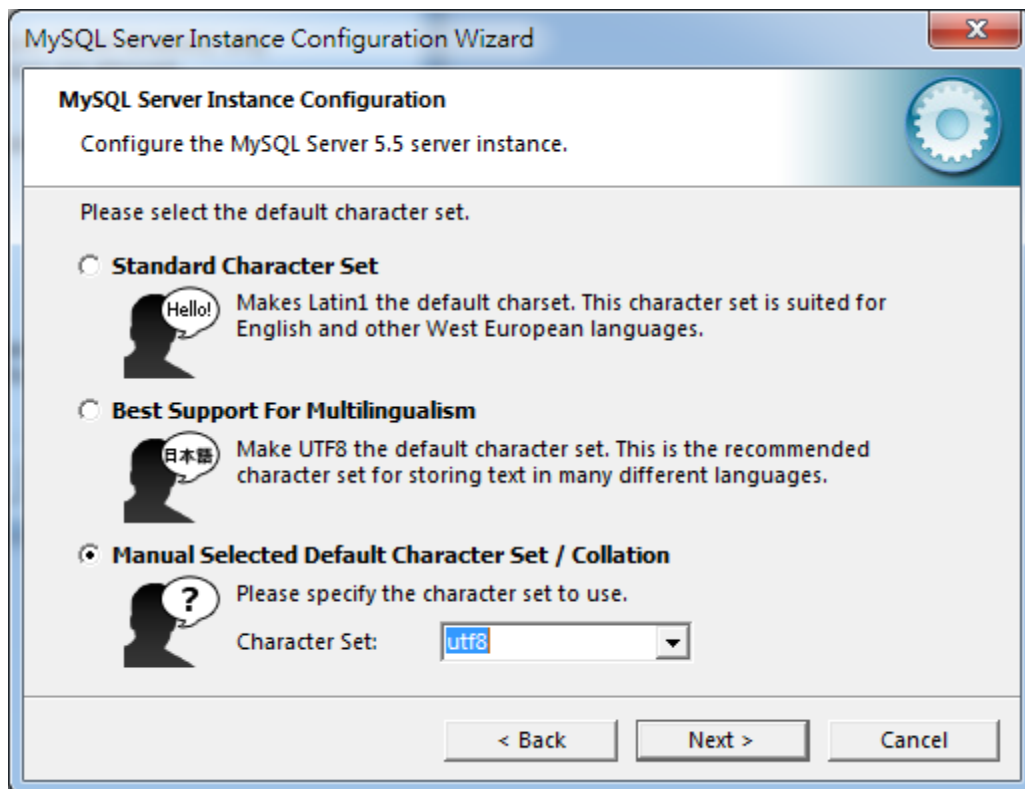 MySQL Server Instance Configuration Wizard
MySQL Server Instance Configuration
Configure the MySQL Server 5.5 server instance.
Please select the default character set.
Standard Character Set
Hello!
Makes Latin1 the default charset. This character set is suited for
English and other West European languages.
Best Support For Multilingualism
日本語
Make UTF8 the default character set. This is the recommended
character set for storing text in many different languages.
Manual Selected Default Character Set / Collation
?
Please specify the character set to use.
Character Set: utf8
< Back Next > Cancel